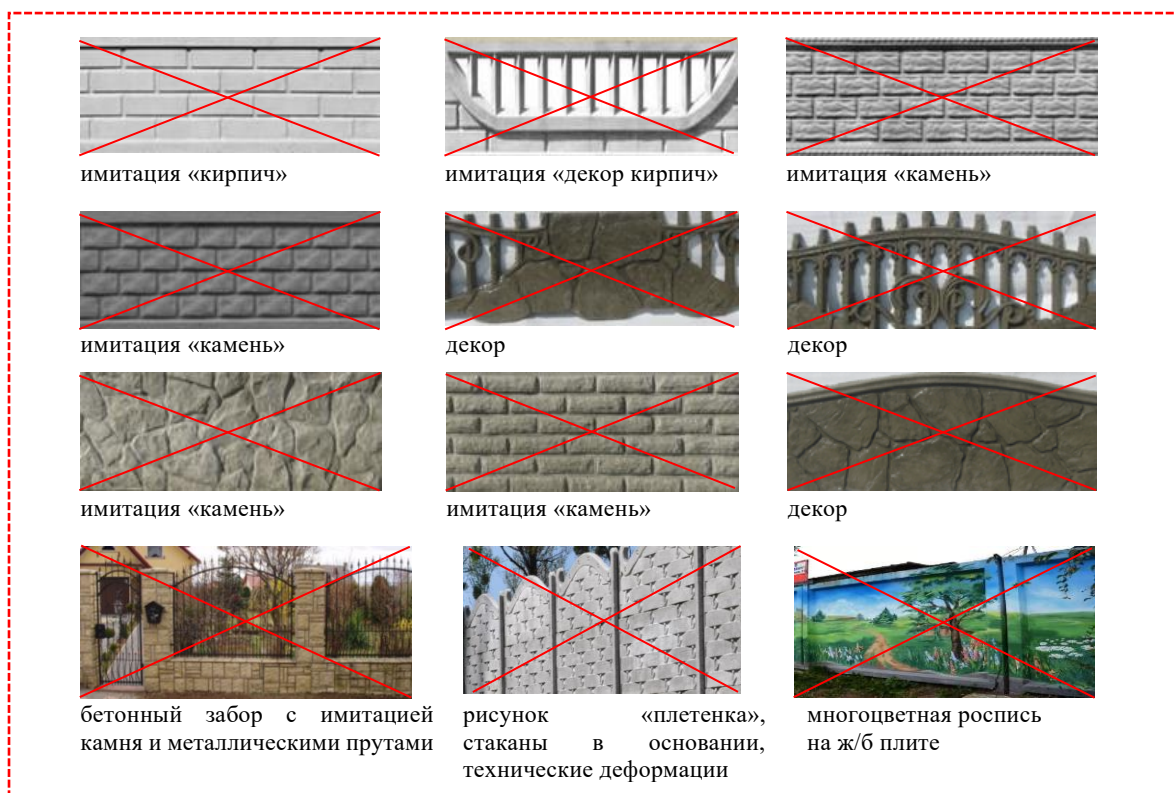 имитация «кирпич»
имитация «декор кирпич»
имитация «камень»
имитация «камень»
декор
декор
имитация «камень»
имитация «камень»
декор
бетонный забор с имитацией
камня и металлическими прутами
рисунок «плетенка»,
стаканы в основании,
технические деформации
многоцветная роспись
на ж/б плите